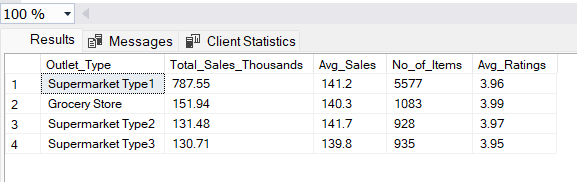 100 %
Results Messages Client Statistics
Outlet_Type Total_Sales_Thousands Avg_Sales No_of_Items Avg_Ratings
1 Supermarket Type1 787.55 141.2 5577 3.96
2 Grocery Store 151.94 140.3 1083 3.99
3 Supermarket Type2 131.48 141.7 928 3.97
4 Supermarket Type3 130.71 139.8 935 3.95